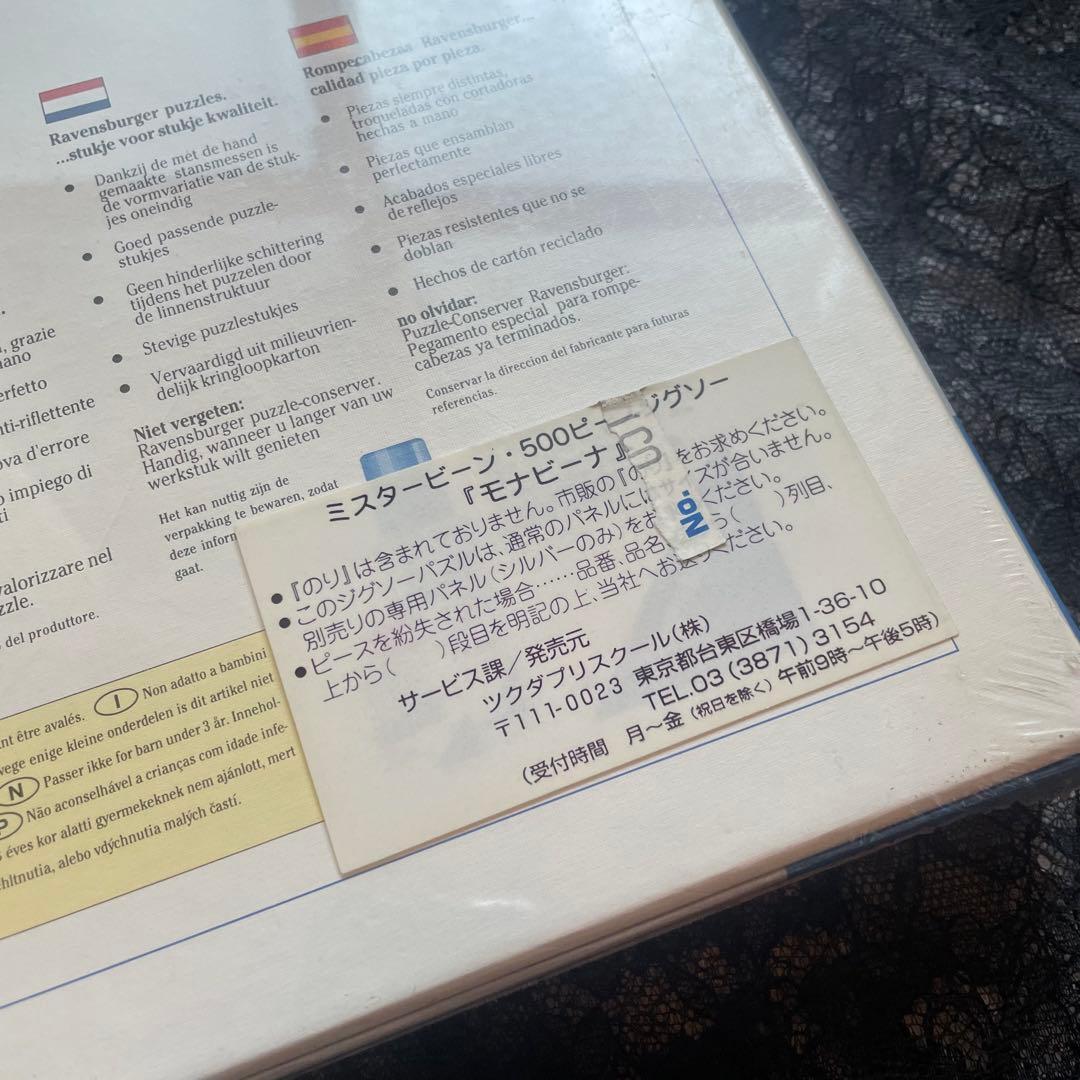 Ravensburger puzzles.
...stukje voor stukje kwaliteit.
Dankzij de met de hand
gemaakte stansmessen is
de vormvariatie van de stuk-
jes oneindig
Goed passende puzzle-
stukjes
Geen hinderlijke schittering
tijdens het puzzelen door
de linnenstruktuur
Stevige puzzlestukjes
Vervaardigd uit milieuvrien-
delijk kringloopkarton
Niet vergeten:
Ravensburger puzzle-conserver.
Handig, wanneer u langer van uw
werkstuk wilt genieten
Het kan nuttig zijn de
verpakking te bewaren, zodat
deze
gaat.
Rompecabezaa Ravensburger...
calidad pieza por pieza.
Piezas siempre distintas,
troqueladas con cortadoras
hechas a mano
Piezas que ensamblan
perfectamente
Acabados especiales libres
de reflejos
Piezas resistentes que no se
doblan
Hechos de cartón reciclado
no olvidar:
Puzzle-Conserver Ravensburger:
Pegamento especial para rompe-
cabezas ya terminados.
Conservar la direccion del fabricante para futuras
referencias.
, grazie
ano
erfetto
nti-riflettente
ova d'errore
o impiego di
ti
valorizzare nel
zzle.
s del produttore.
ミスタービーン・500ピー ジグソー
『モナビーナ』
●『のり』は含まれておりません。市販の『の をお求めください。
●このジグソーパズルは、通常のパネルに イズが合いません。
別売りの専用パネル(シルバーのみ)をお ください。
●ピースを紛失された場合……品番、品名、 ら( )列目、
上から( )段目を明記の上、当社へお送 ください。
サービス課/発売元
ツクダプリスクール(株)
〒111-0023 東京都台東区橋場1-36-10
TEL.03(3871)3154
(受付時間 月〜金(祝日を除く)午前9時〜午後5時)
No.
nt être avalés. I Non adatto a bambini
vege enige kleine onderdelen is dit artikel niet
N Passer ikke for barn under 3 år. Innehol-
P Não aconselhável a crianças com idade infe-
s éves kor alatti gyermekeknek nem ajánlott, mert
ehltnutia, alebo vdýchnutia malých častí.